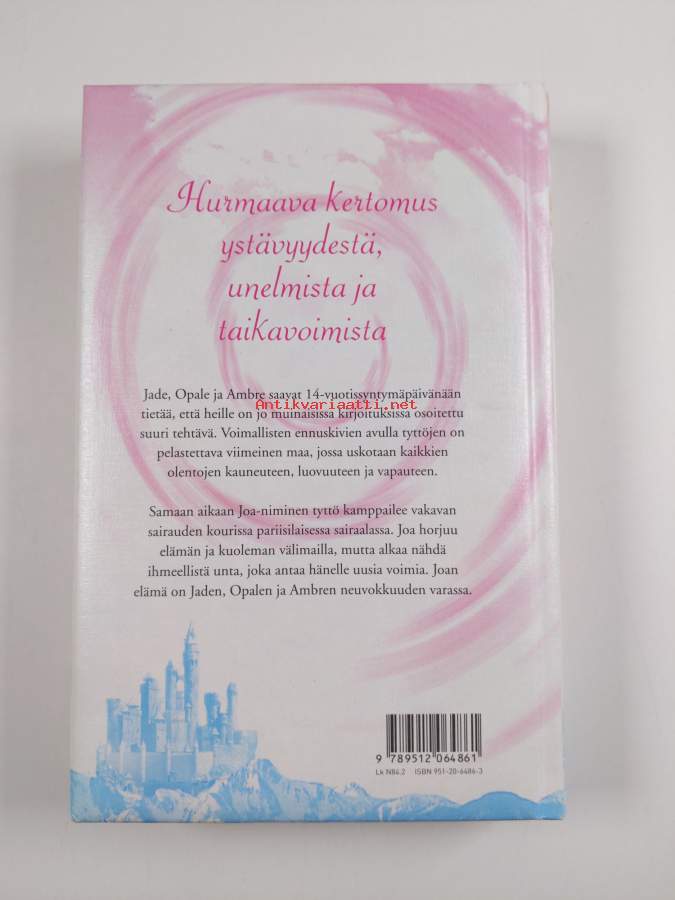 Hurmaava kertomus
ystävyydestä,
unelmista ja
taikavoimista
Jade, Opale ja Ambre saavat 14-vuotissyntymäpäivänään
Antikvariaatti.net
tietää, että heille on jo muinaisissa kirjoituksissa osoitettu
suuri tehtävä. Voimallisten ennuskivien avulla tyttöjen on
pelastettava viimeinen maa, jossa uskotaan kaikkien
olentojen kauneuteen, luovuuteen ja vapauteen.
Samaan aikaan Joa-niminen tyttö kamppailee vakavan
sairauden kourissa pariisilaisessa sairaalassa. Joa horjuu
elämän ja kuoleman välimailla, mutta alkaa nähdä
ihmeellistä unta, joka antaa hänelle uusia voimia. Joan
elämä on Jaden, Opalen ja Ambren neuvokkuuden varassa.
9 789512 064861
Lk N84.2 ISBN 951-20-6486-3